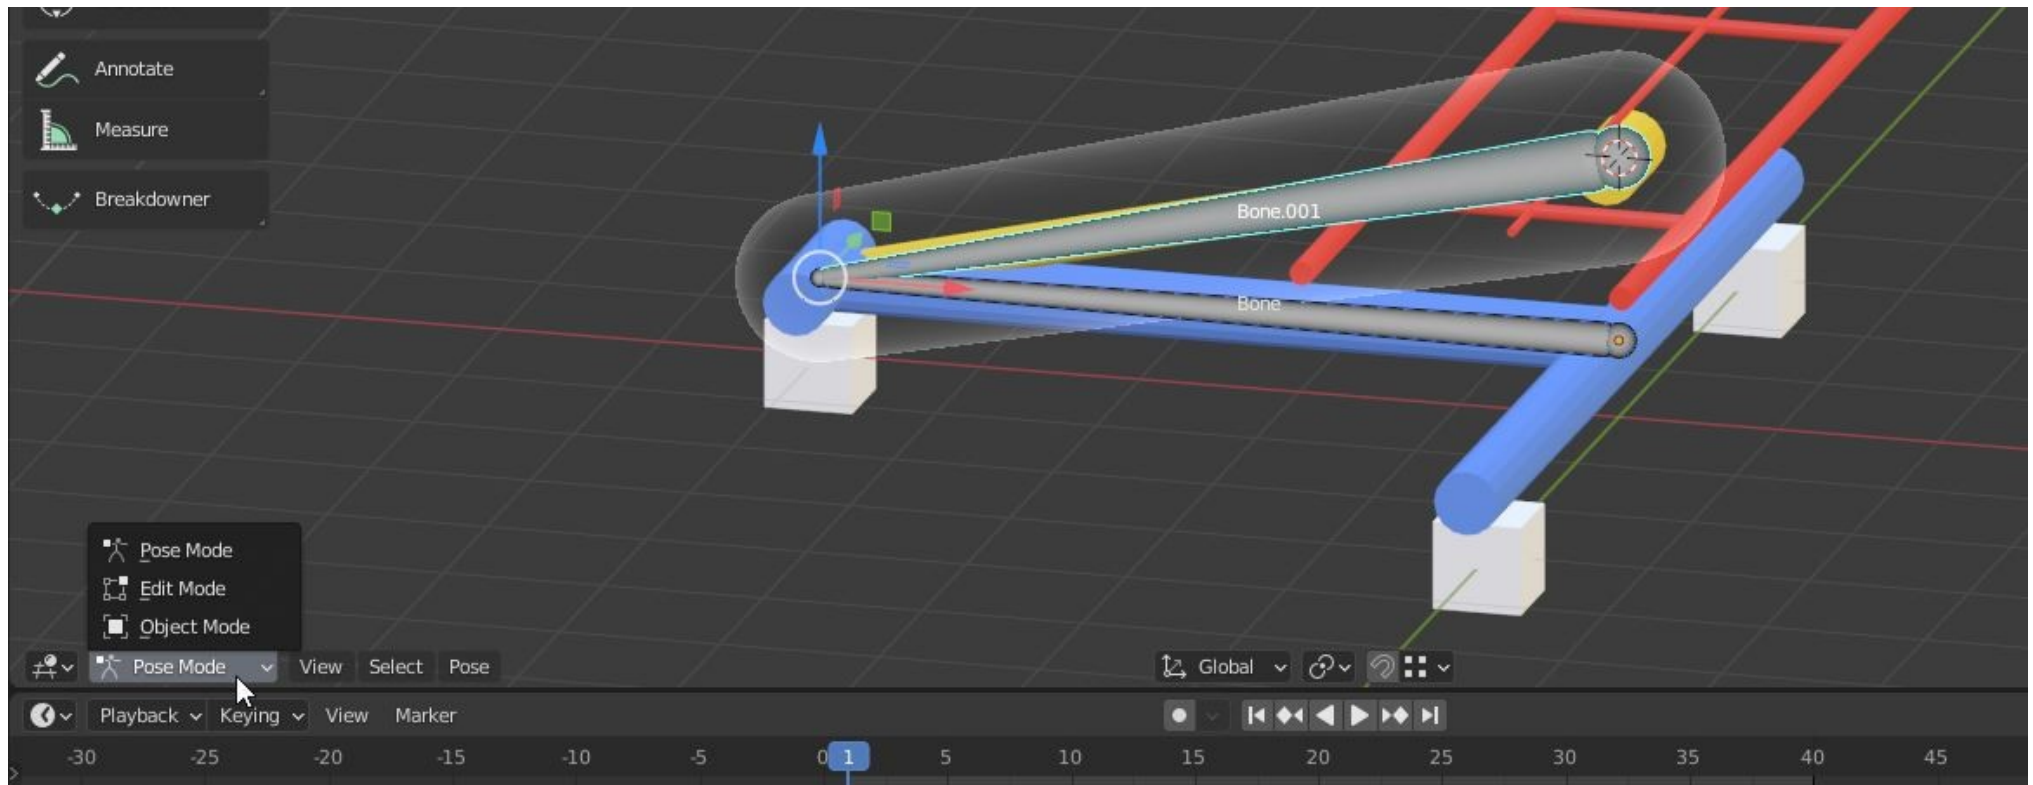 Annotate
Measure
Breakdowner
Bone.001
Bone
Pose Mode
Edit Mode
Object Mode
Pose Mode View Select Pose Global
Playback Keying View Marker
-30 -25 -20 -15 -10 -5 0 1 5 10 15 20 25 30 35 40 45